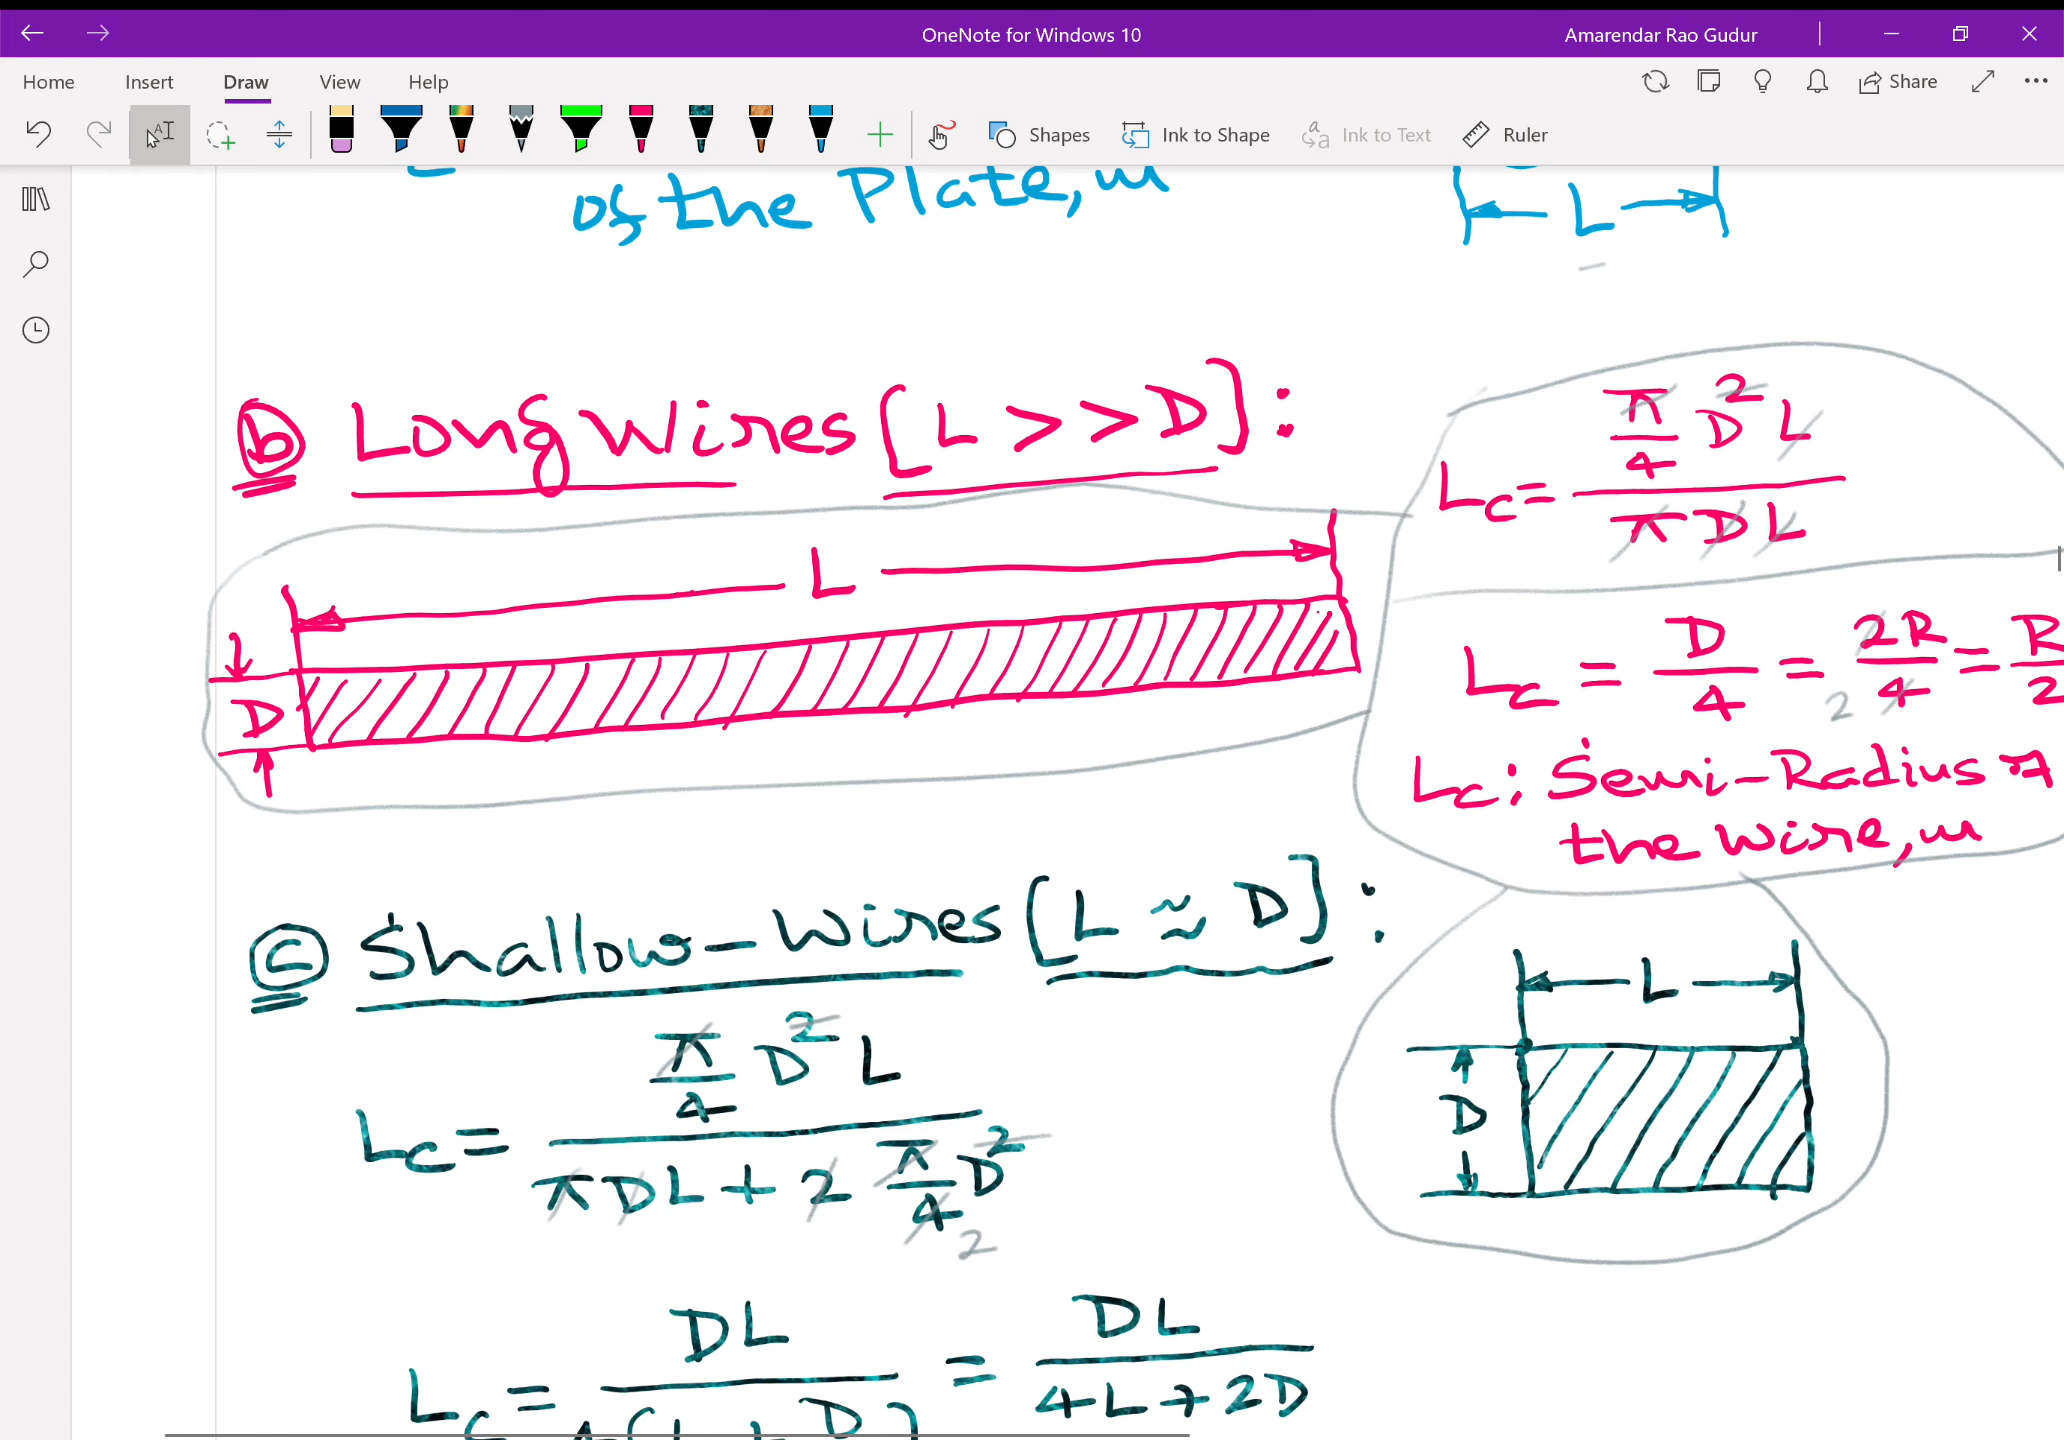 OneNote for Windows 10
Amarendar Rao Gudur
Home Insert Draw View Help
Share
Shapes Ink to Shape Ink to Text Ruler
of the Plate, m
L
ⓑ Long Wires [L >> D] :
L
D
Lc = π/4 D² L / π D L
Lc = D/4 = 2R/4 = R/2
2
Lc : Semi-Radius of
the Wire, m
ⓒ Shallow-Wires [L ≈ D] :
Lc = π/4 D² L / πDL + 2 π/4 D²
2
L
D
Lc = DL / 4(L + D = DL / 4L + 2D